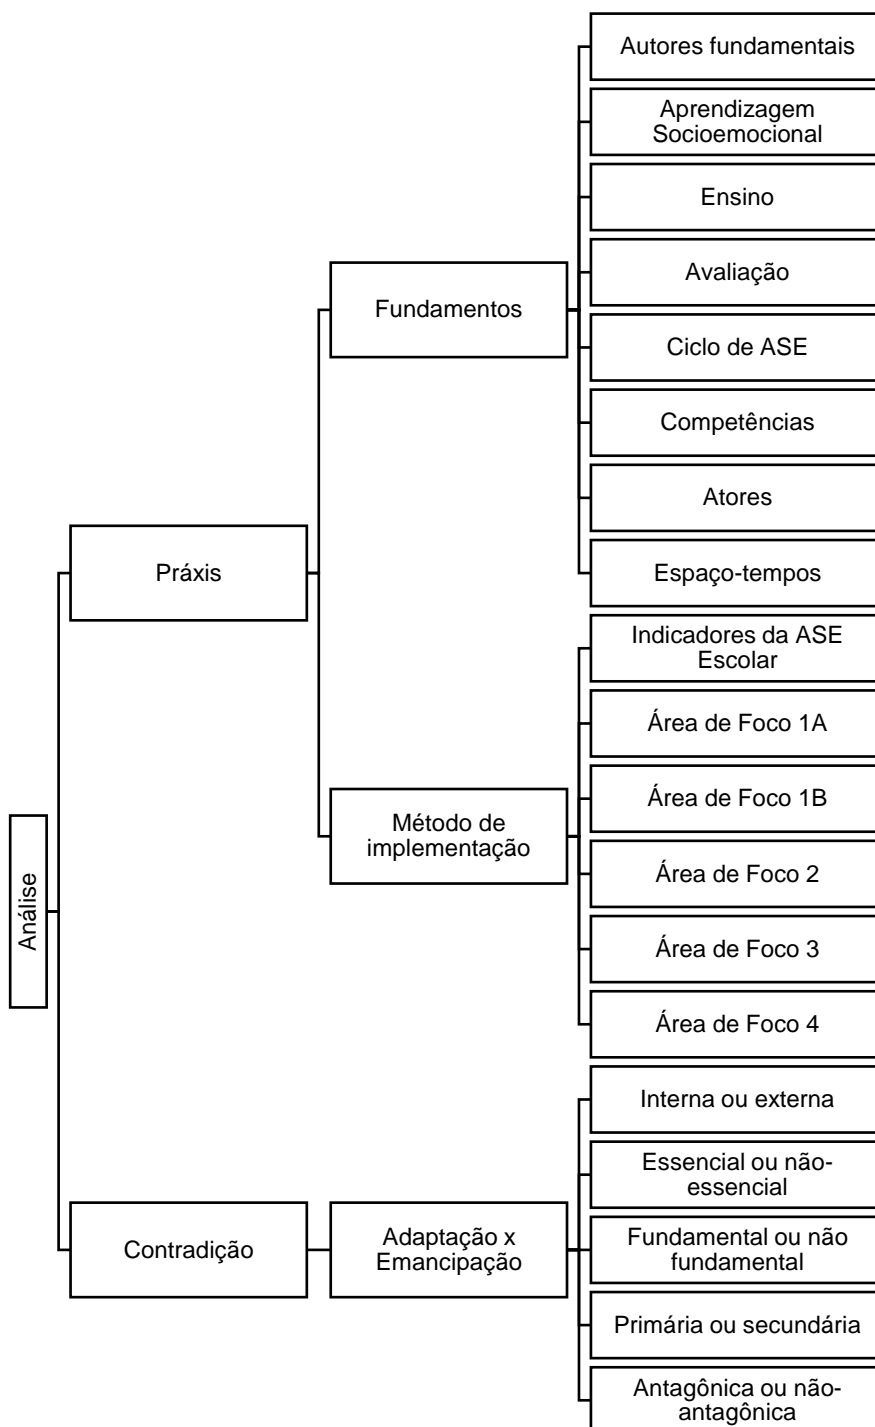 Autores fundamentais
Aprendizagem
Socioemocional
Ensino
Avaliação
Fundamentos
Ciclo de ASE
Competências
Atores
Práxis
Espaço-tempos
Indicadores da ASE
Escolar
Área de Foco 1A
Área de Foco 1B
Método de
implementação
Área de Foco 2
Análise
Área de Foco 3
Área de Foco 4
Interna ou externa
Essencial ou não-
essencial
Contradição
Adaptação x
Emancipação
Fundamental ou não
fundamental
Primária ou secundária
Antagônica ou não-
antagônica